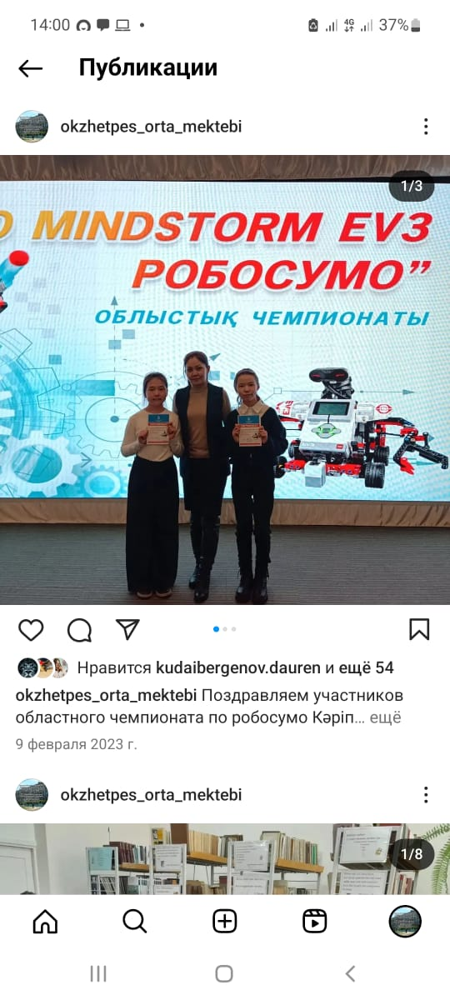 14:00
4G
37%
Публикации
okzhetpes_orta_mektebi
1/3
MINDSTORM EV3
РОБОСУМО”
ОБЛЫСТЫҚ ЧЕМПИОНАТЫ
Нравится kudaibergenov.dauren и ещё 54
okzhetpes_orta_mektebi Поздравляем участников
областного чемпионата по робосумо Кәріп... ещё
9 февраля 2023 г.
okzhetpes_orta_mektebi
1/8